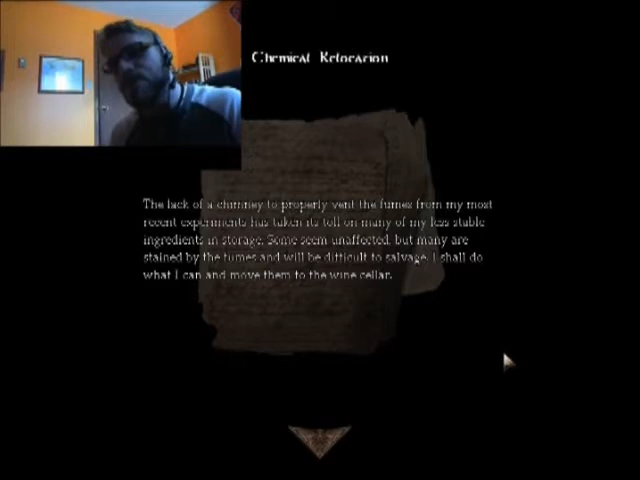 Chemical Relocation
The lack of a chimney to properly vent the fumes from my most
recent experiments has taken its toll on many of my less stable
ingredients in storage. Some seem unaffected, but many are
stained by the fumes and will be difficult to salvage. I shall do
what I can and move them to the wine cellar.